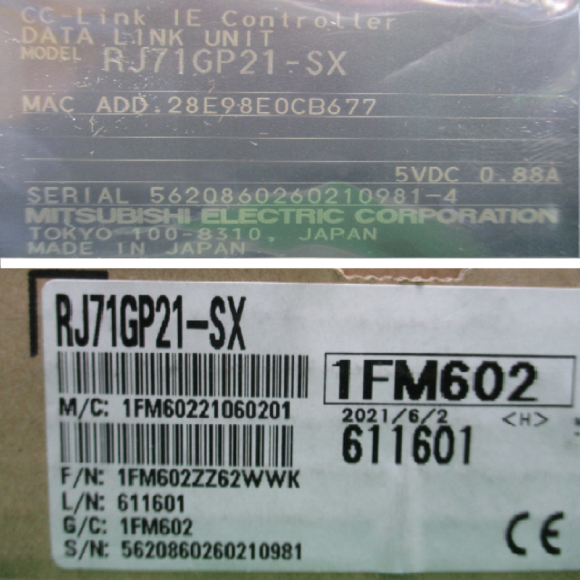 CC-Link IE Controller
DATA LINK UNIT
MODEL RJ71GP21-SX
MAC ADD.28E98E0CB677
5VDC 0.88A
SERIAL 5620860260210981-4
MITSUBISHI ELECTRIC CORPORATION
TOKYO 100-8310, JAPAN
MADE IN JAPAN
RJ71GP21-SX
1FM602
M/C: 1FM60221060201
2021/6/2 <H>
611601
F/N: 1FM602ZZ62WWK
L/N: 611601
G/C: 1FM602
S/N: 5620860260210981
CE